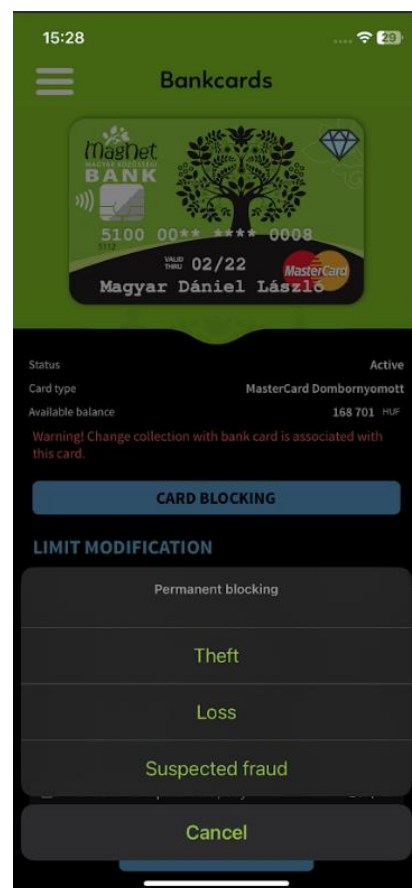 15:28
29
Bankcards
MagNet
MAGYAR KÖZÖSSÉGI
BANK
5100 00** **** 0008
5112
VALID THRU 02/22
MasterCard
Magyar Dániel László
Status Active
Card type MasterCard Dombornyomott
Available balance 168 701 HUF
Warning! Change collection with bank card is associated with
this card.
CARD BLOCKING
LIMIT MODIFICATION
Permanent blocking
Theft
Loss
Suspected fraud
Cancel